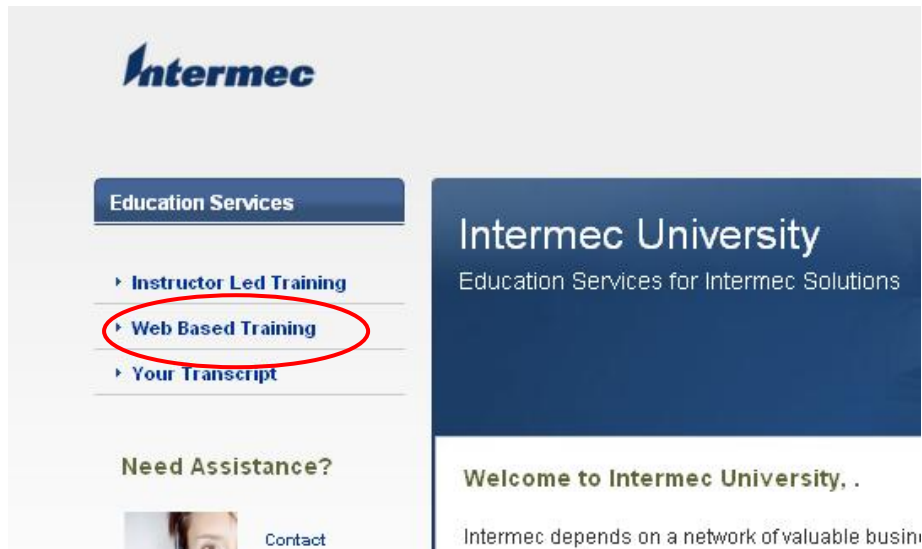 Intermec
Education Services
Instructor Led Training
Web Based Training
Your Transcript
Need Assistance?
Contact
Intermec University
Education Services for Intermec Solutions
Welcome to Intermec University, .
Intermec depends on a network of valuable